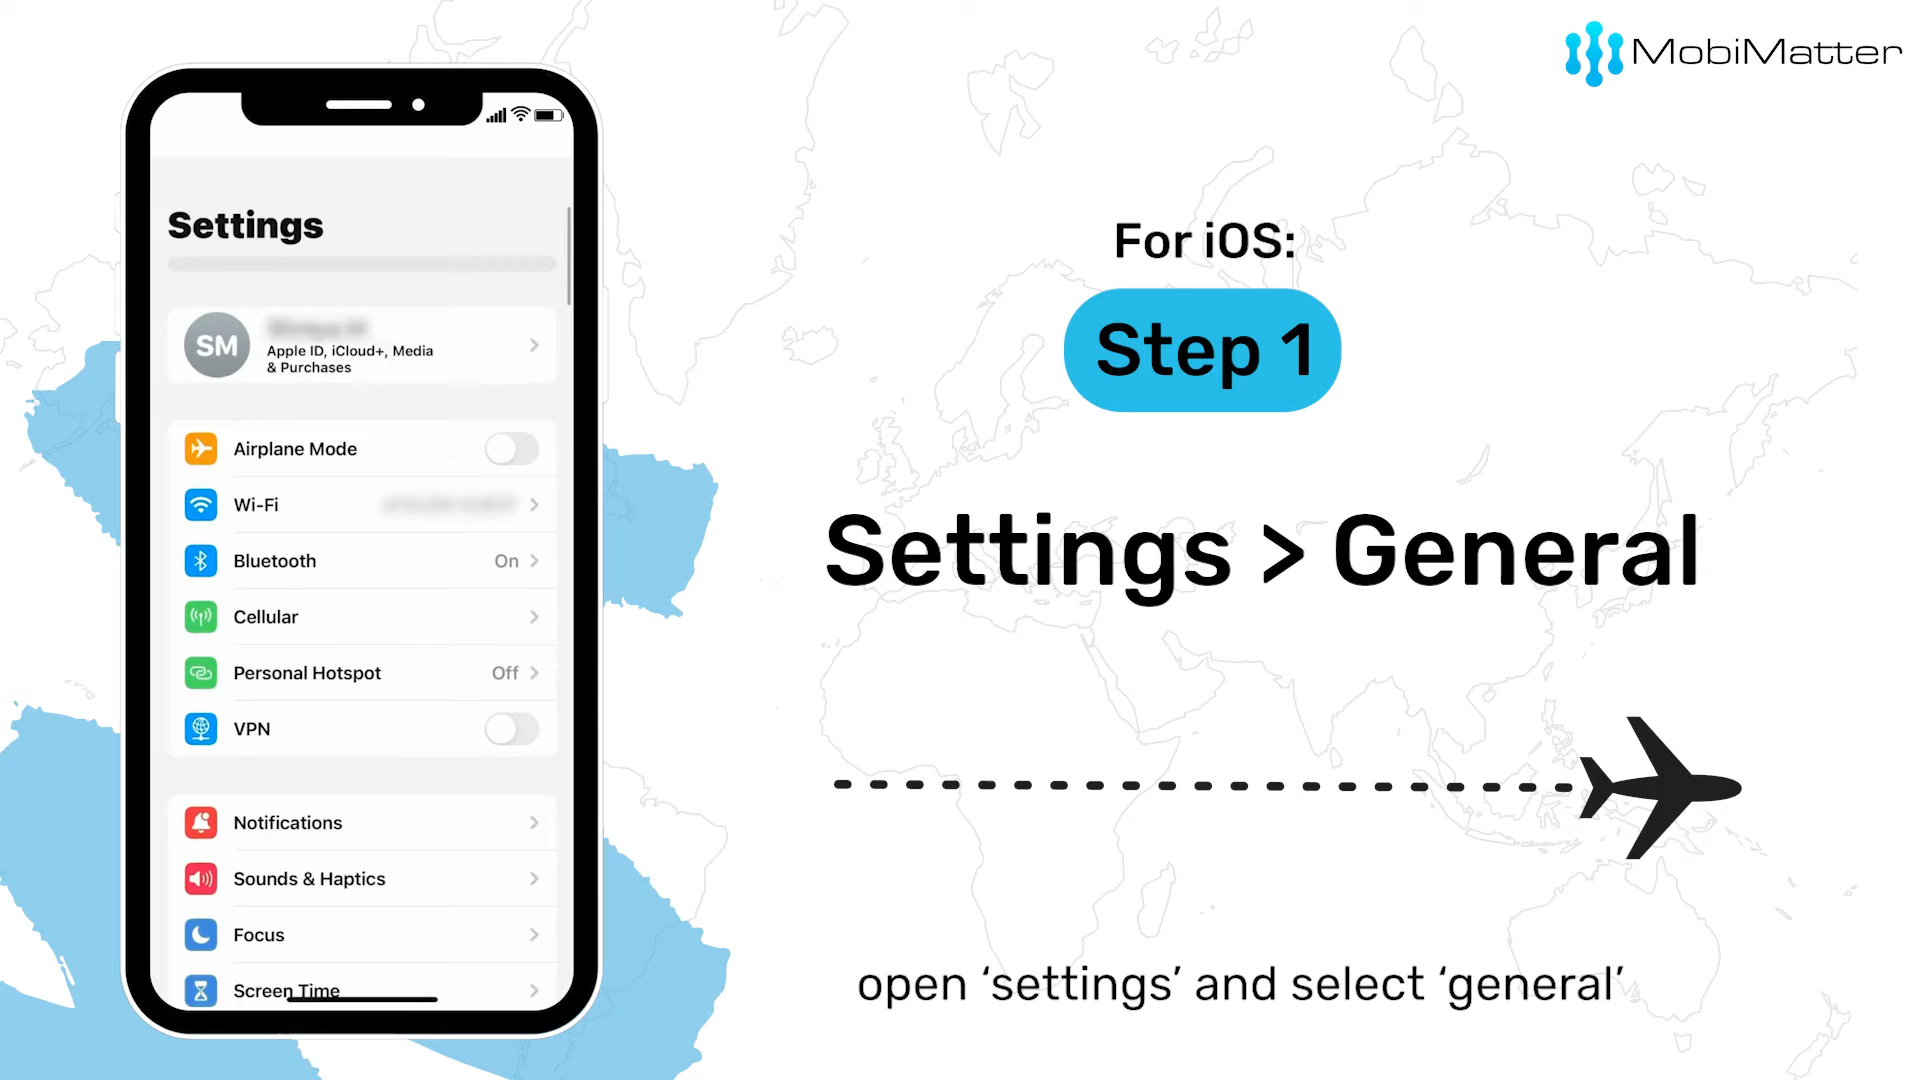 MobiMatter
Settings
SM
Apple ID, iCloud+, Media
& Purchases
Airplane Mode
Wi-Fi
Bluetooth On
Cellular
Personal Hotspot Off
VPN
Notifications
Sounds & Haptics
Focus
Screen Time
For iOS:
Step 1
Settings > General
open ‘settings’ and select ‘general’